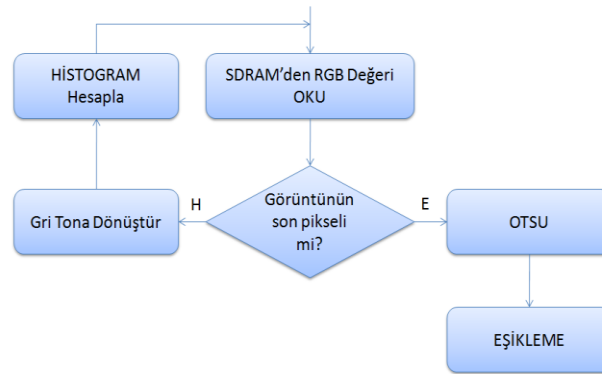 HİSTOGRAM
Hesapla
SDRAM'den RGB Değeri
OKU
Gri Tona Dönüştür
H
Görüntünün
son pikseli
mi?
E
OTSU
EŞİKLEME